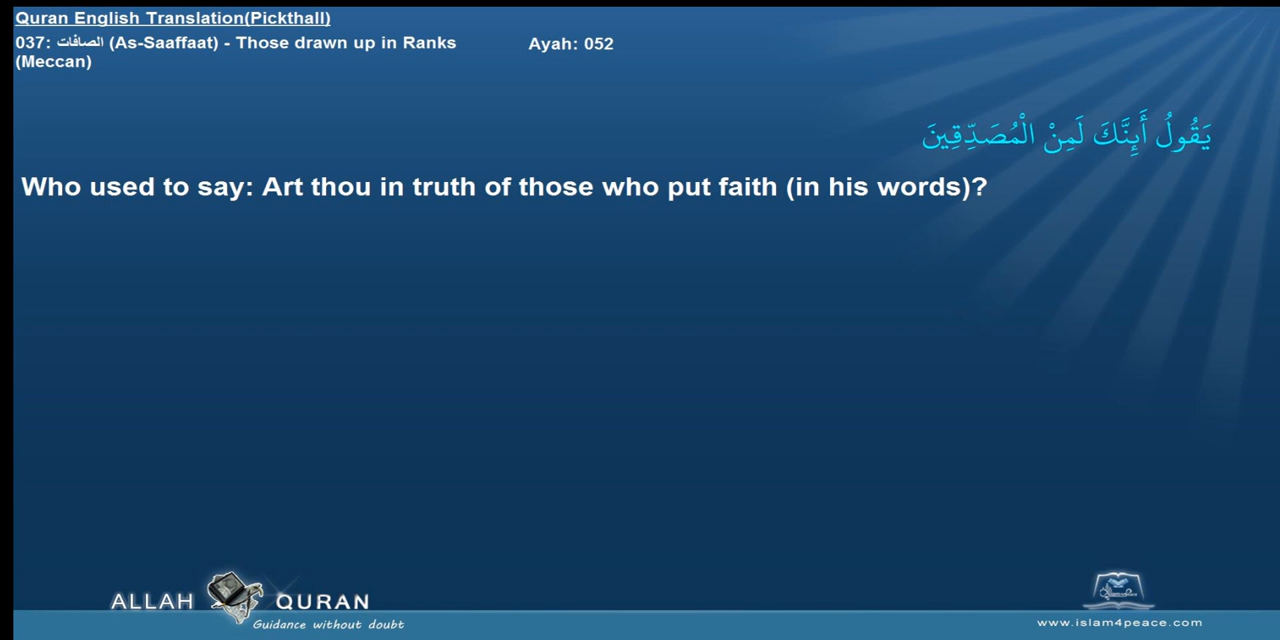 Quran English Translation(Pickthall)
037: الصافات (As-Saaffaat) - Those drawn up in Ranks
(Meccan)
Ayah: 052
يَقُولُ أَئِنَّكَ لَمِنْ الْمُصَدِّقِينَ
Who used to say: Art thou in truth of those who put faith (in his words)?
ALLAH QURAN
Guidance without doubt
www.islam4peace.com